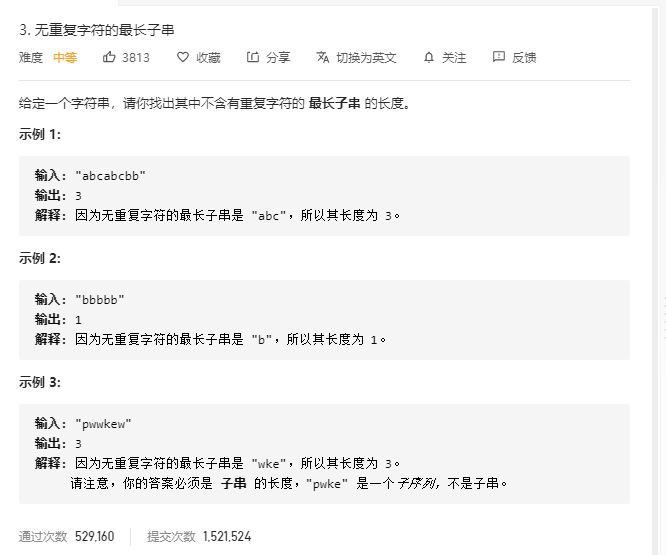 3. 无重复字符的最长子串
难度 中等 3813 收藏 分享 切换为英文 关注 反馈
给定一个字符串，请你找出其中不含有重复字符的 最长子串 的长度。
示例 1:
输入: "abcabcbb"
输出: 3
解释: 因为无重复字符的最长子串是 "abc"，所以其长度为 3。
示例 2:
输入: "bbbbb"
输出: 1
解释: 因为无重复字符的最长子串是 "b"，所以其长度为 1。
示例 3:
输入: "pwwkew"
输出: 3
解释: 因为无重复字符的最长子串是 "wke"，所以其长度为 3。
请注意，你的答案必须是 子串 的长度，"pwke" 是一个子序列，不是子串。
通过次数 529,160 提交次数 1,521,524